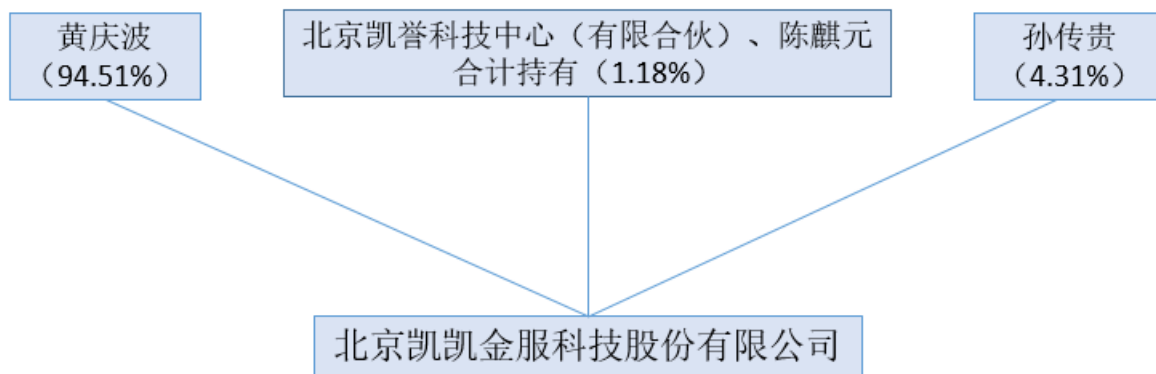 黄庆波
（94.51%）
北京凯誉科技中心（有限合伙）、陈麒元
合计持有（1.18%）
孙传贵
（4.31%）
北京凯凯金服科技股份有限公司